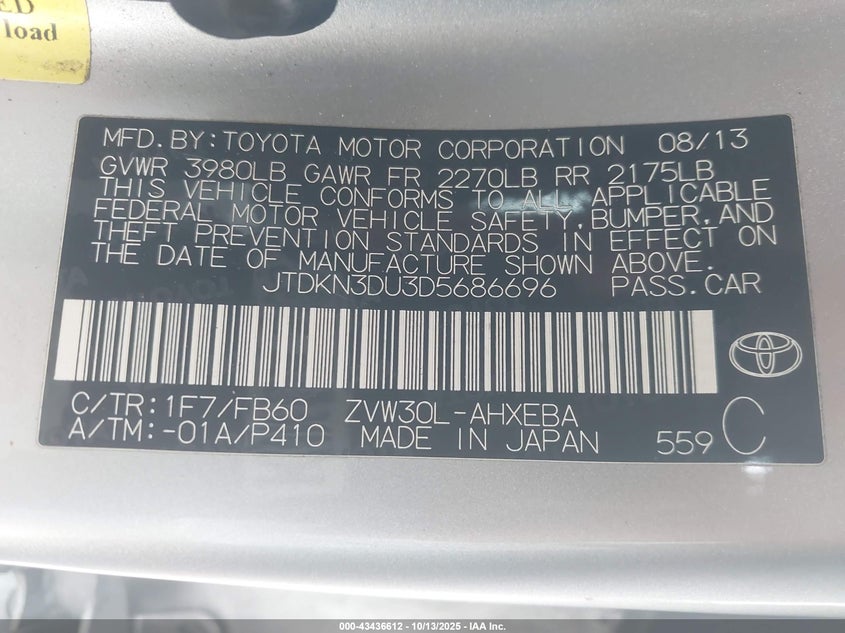 ED
load
MFD.BY:TOYOTA MOTOR CORPORATION 08/13
GVWR 3980LB GAWR FR 2270LB RR 2175LB
THIS VEHICLE CONFORMS TO ALL APPLICABLE
FEDERAL MOTOR VEHICLE SAFETY,BUMPER,AND
THEFT PREVENTION STANDARDS IN EFFECT ON
THE DATE OF MANUFACTURE SHOWN ABOVE.
JTDKN3DU3D5686696 PASS.CAR
C/TR:1F7/FB60 ZVW30L-AHXEBA
A/TM:-01A/P410 MADE IN JAPAN 559 C
000-43436612 - 10/13/2025 - IAA Inc.